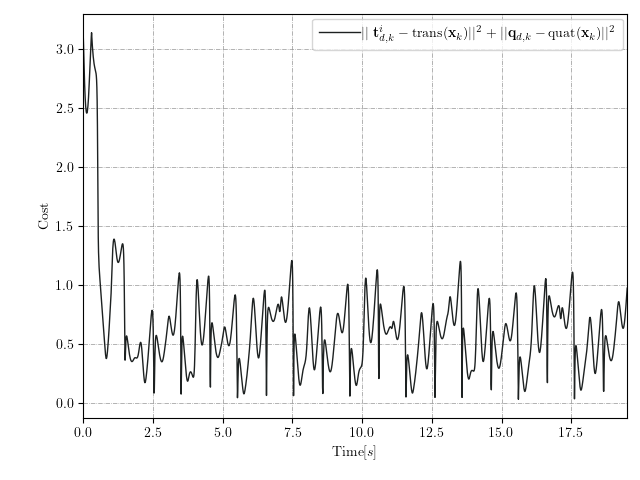 || t^i_{d,k} − trans(x_k)||² + ||q_{d,k} − quat(x_k)||²
3.0
2.5
2.0
1.5
1.0
0.5
0.0
Cost
0.0 2.5 5.0 7.5 10.0 12.5 15.0 17.5
Time[s]